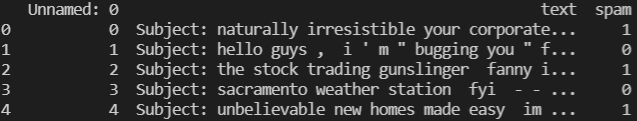 Unnamed: 0 text spam
0 0 Subject: naturally irresistible your corporate... 1
1 1 Subject: hello guys , i ' m " bugging you " f... 0
2 2 Subject: the stock trading gunslinger fanny i... 1
3 3 Subject: sacramento weather station fyi - - ... 0
4 4 Subject: unbelievable new homes made easy im ... 1